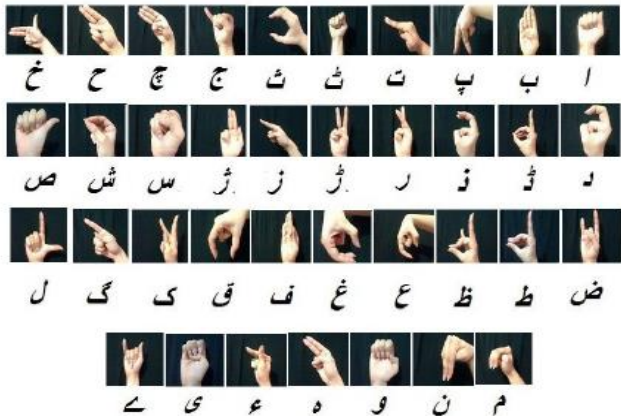 ا ب پ ت ٹ ث ج چ ح خ
د ڈ ذ ر ڑ ز ژ س ش ص
ض ط ظ ع غ ف ق ک گ ل
م ن و ہ ء ی ے